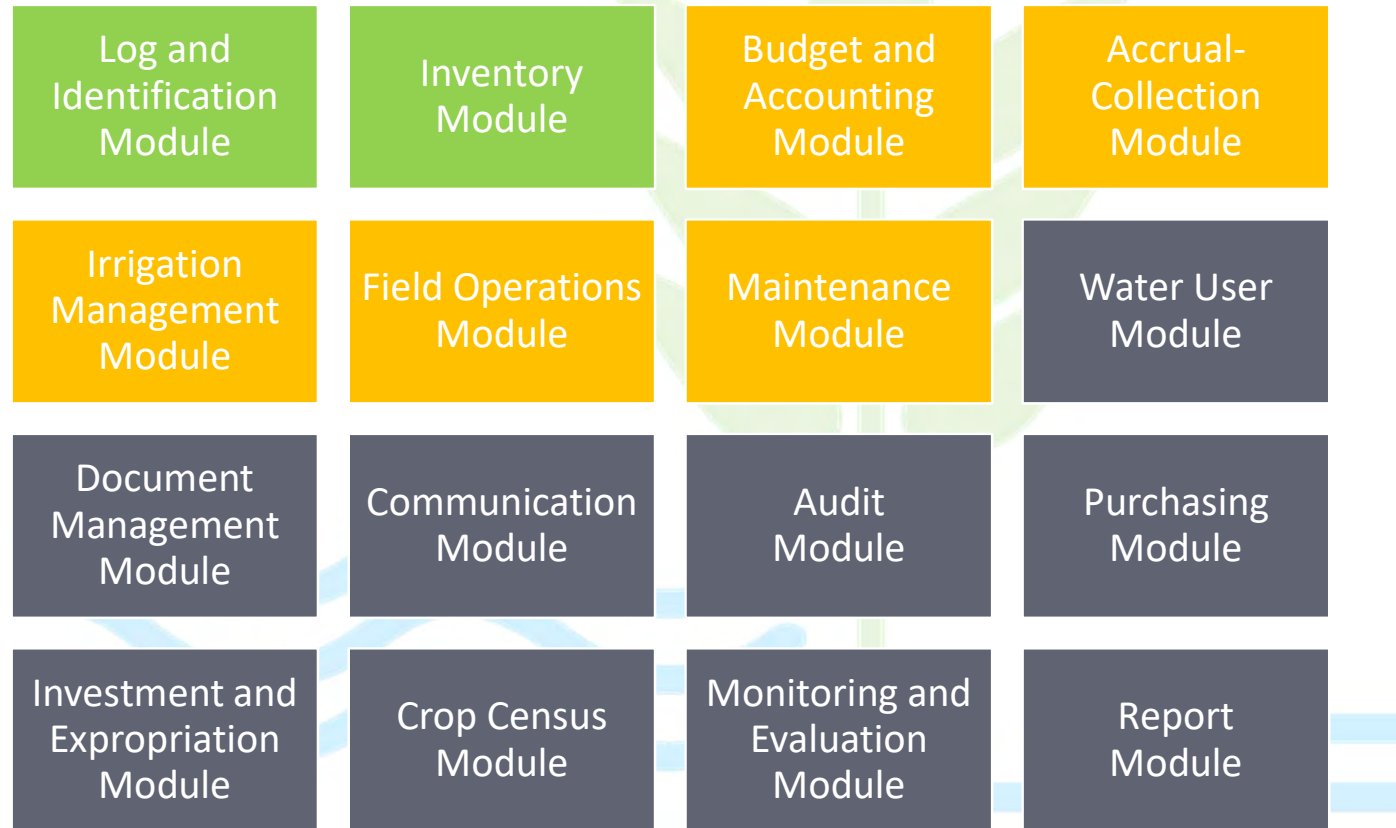 Log and
Identification
Module
Inventory
Module
Budget and
Accounting
Module
Accrual-
Collection
Module
Irrigation
Management
Module
Field Operations
Module
Maintenance
Module
Water User
Module
Document
Management
Module
Communication
Module
Audit
Module
Purchasing
Module
Investment and
Expropriation
Module
Crop Census
Module
Monitoring and
Evaluation
Module
Report
Module